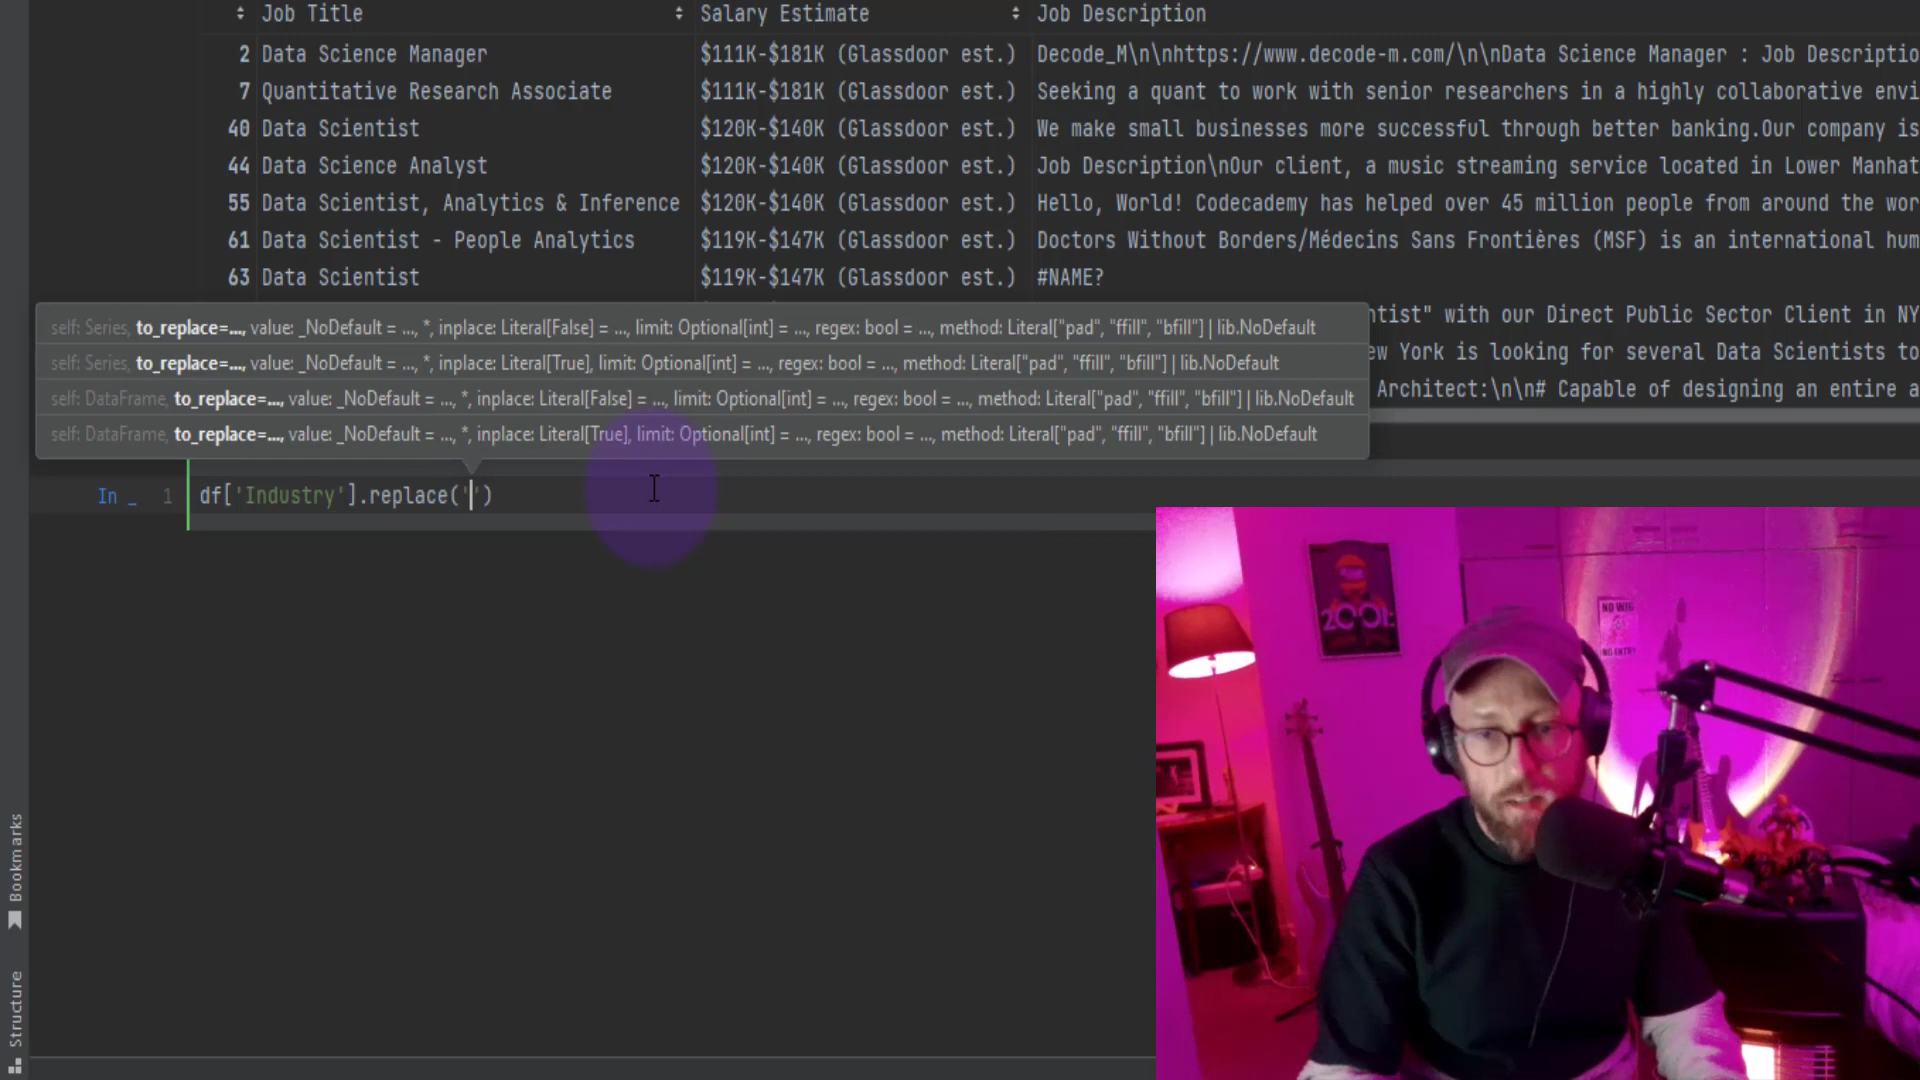 Job Title Salary Estimate Job Description
2 Data Science Manager $111K-$181K (Glassdoor est.) Decode_M\n\nhttps://www.decode-m.com/\n\nData Science Manager : Job Descriptio
7 Quantitative Research Associate $111K-$181K (Glassdoor est.) Seeking a quant to work with senior researchers in a highly collaborative envi
40 Data Scientist $120K-$140K (Glassdoor est.) We make small businesses more successful through better banking.Our company is
44 Data Science Analyst $120K-$140K (Glassdoor est.) Job Description\nOur client, a music streaming service located in Lower Manhat
55 Data Scientist, Analytics & Inference $120K-$140K (Glassdoor est.) Hello, World! Codecademy has helped over 45 million people from around the wor
61 Data Scientist - People Analytics $119K-$147K (Glassdoor est.) Doctors Without Borders/Médecins Sans Frontières (MSF) is an international hum
63 Data Scientist $119K-$147K (Glassdoor est.) #NAME?
ntist" with our Direct Public Sector Client in NY
ew York is looking for several Data Scientists to
Architect:\n\n# Capable of designing an entire a
self: Series, to_replace=..., value: _NoDefault = ..., *, inplace: Literal[False] = ..., limit: Optional[int] = ..., regex: bool = ..., method: Literal["pad", "ffill", "bfill"] | lib.NoDefault
self: Series, to_replace=..., value: _NoDefault = ..., *, inplace: Literal[True], limit: Optional[int] = ..., regex: bool = ..., method: Literal["pad", "ffill", "bfill"] | lib.NoDefault
self: DataFrame, to_replace=..., value: _NoDefault = ..., *, inplace: Literal[False] = ..., limit: Optional[int] = ..., regex: bool = ..., method: Literal["pad", "ffill", "bfill"] | lib.NoDefault
self: DataFrame, to_replace=..., value: _NoDefault = ..., *, inplace: Literal[True], limit: Optional[int] = ..., regex: bool = ..., method: Literal["pad", "ffill", "bfill"] | lib.NoDefault
In _ 1 df['Industry'].replace('')
Bookmarks
Structure
NO WIG
NO ENTRY